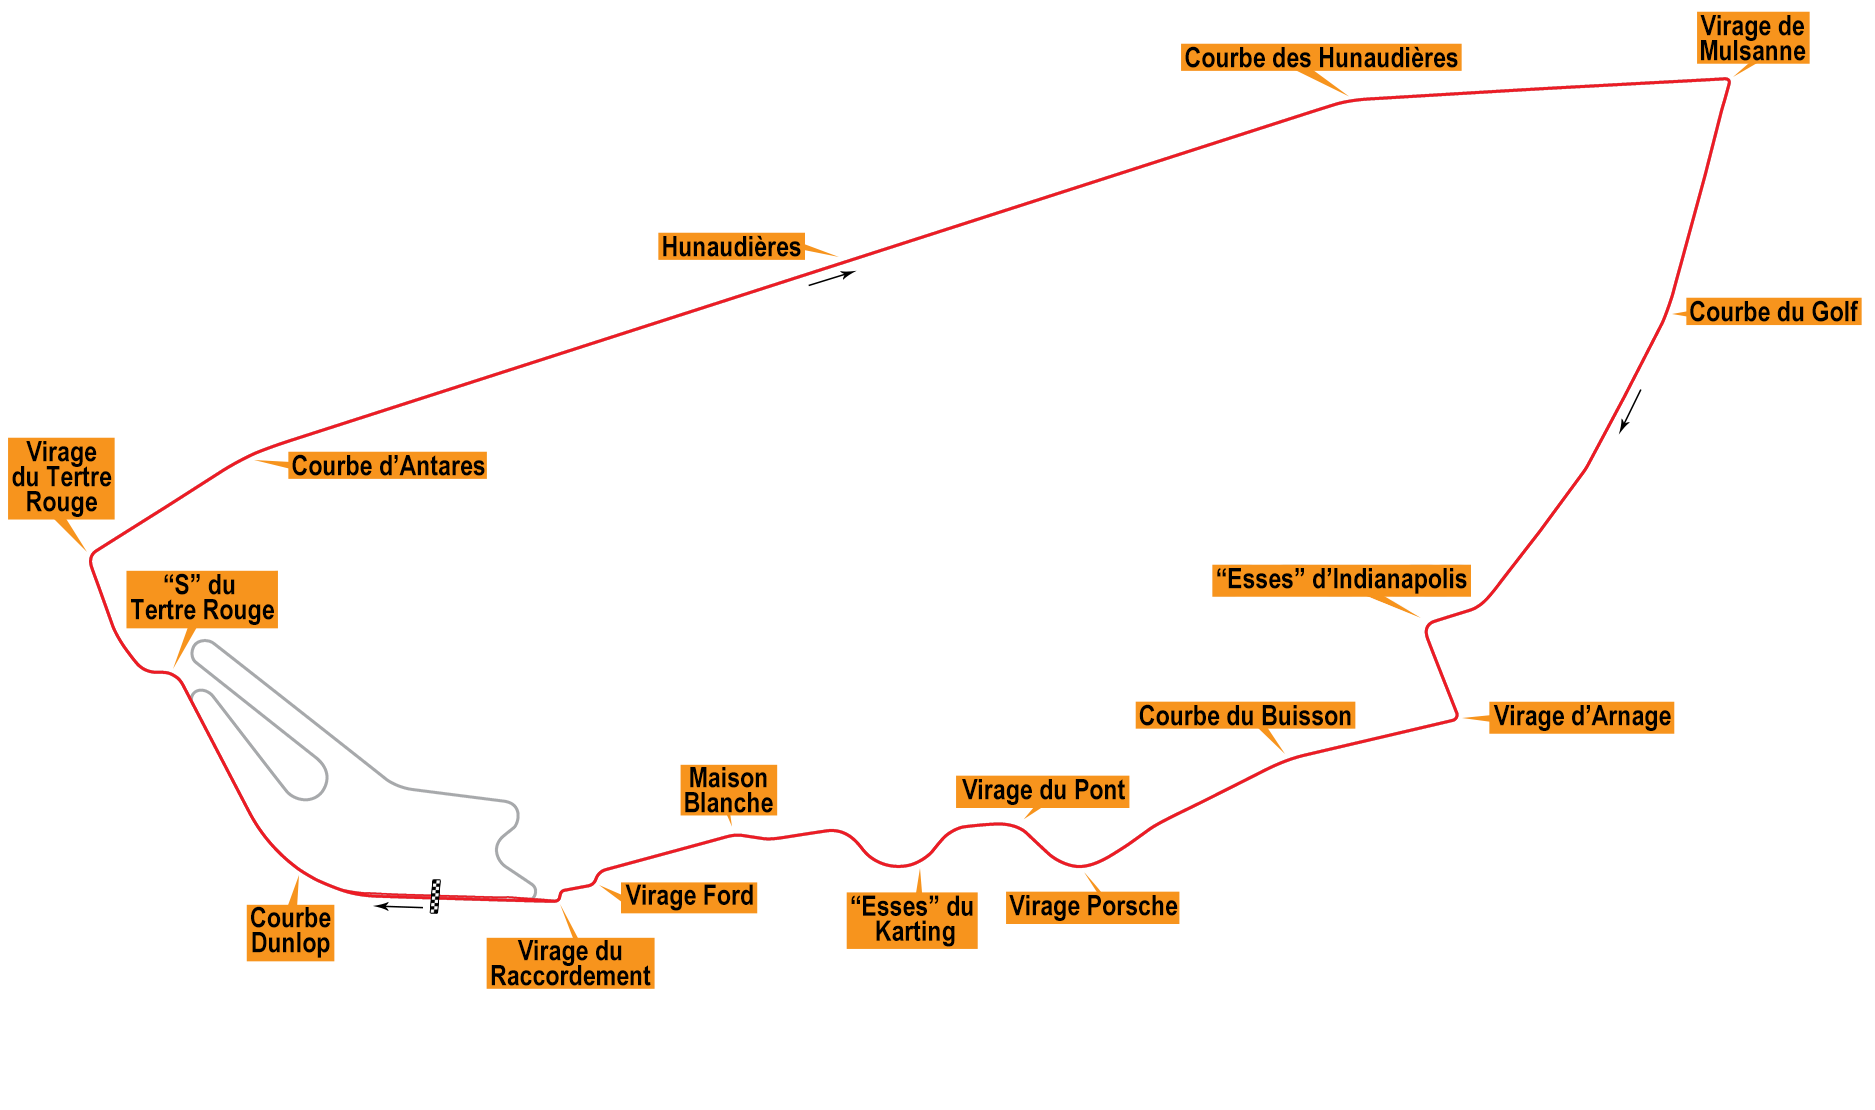 Virage de
Mulsanne
Courbe des Hunaudières
Hunaudières
Courbe du Golf
Virage
du Tertre
Rouge
Courbe d’Antares
“S” du
Tertre Rouge
“Esses” d’Indianapolis
Courbe du Buisson
Virage d’Arnage
Maison
Blanche
Virage du Pont
Virage Ford
“Esses” du
Karting
Virage Porsche
Courbe
Dunlop
Virage du
Raccordement